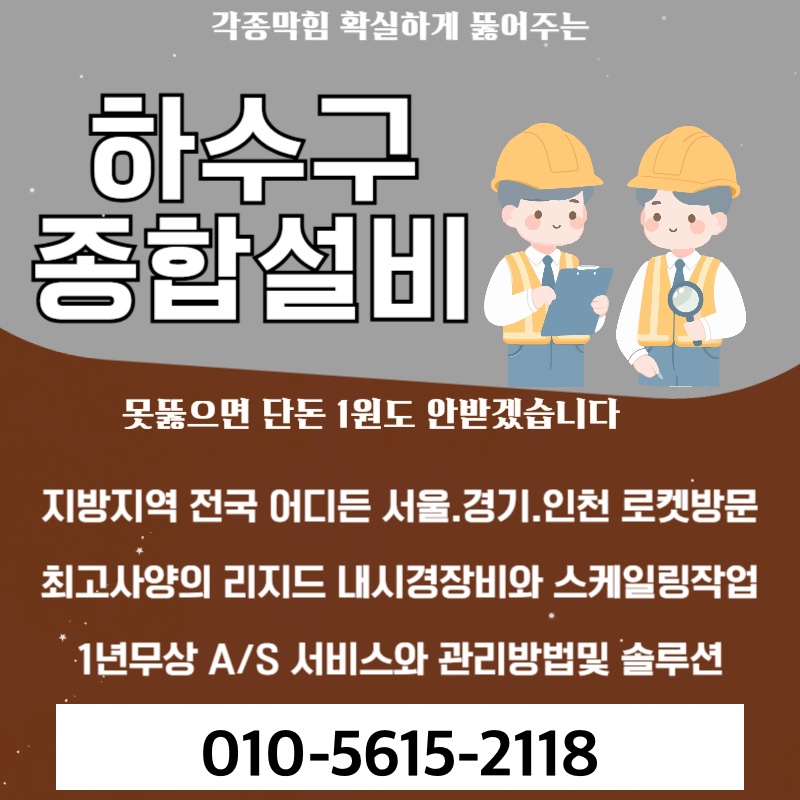 각종막힘 확실하게 뚫어주는
하수구
종합설비
못뚫으면 단돈 1원도 안받겠습니다
지방지역 전국 어디든 서울.경기.인천 로켓방문
최고사양의 리지드 내시경장비와 스케일링작업
1년무상 A/S 서비스와 관리방법및 솔루션
010-5615-2118